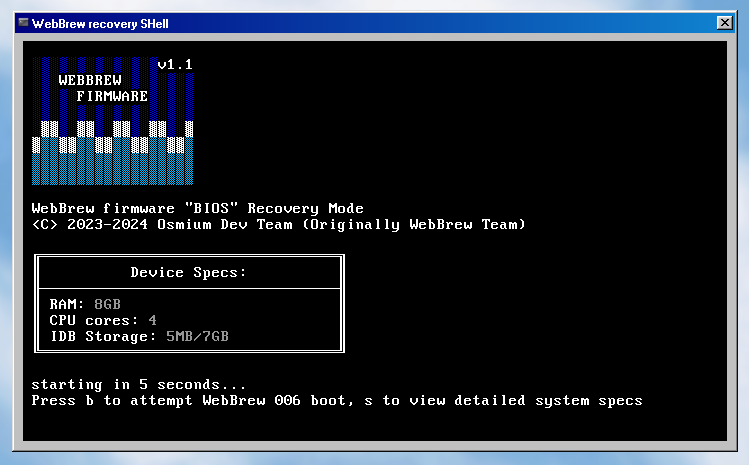 WebBrew recovery SHell
v1.1
WEBBREW
FIRMWARE
WebBrew firmware "BIOS" Recovery Mode
<C> 2023-2024 Osmium Dev Team (Originally WebBrew Team)
Device Specs:
RAM: 8GB
CPU cores: 4
IDB Storage: 5MB/7GB
starting in 5 seconds...
Press b to attempt WebBrew 006 boot, s to view detailed system specs